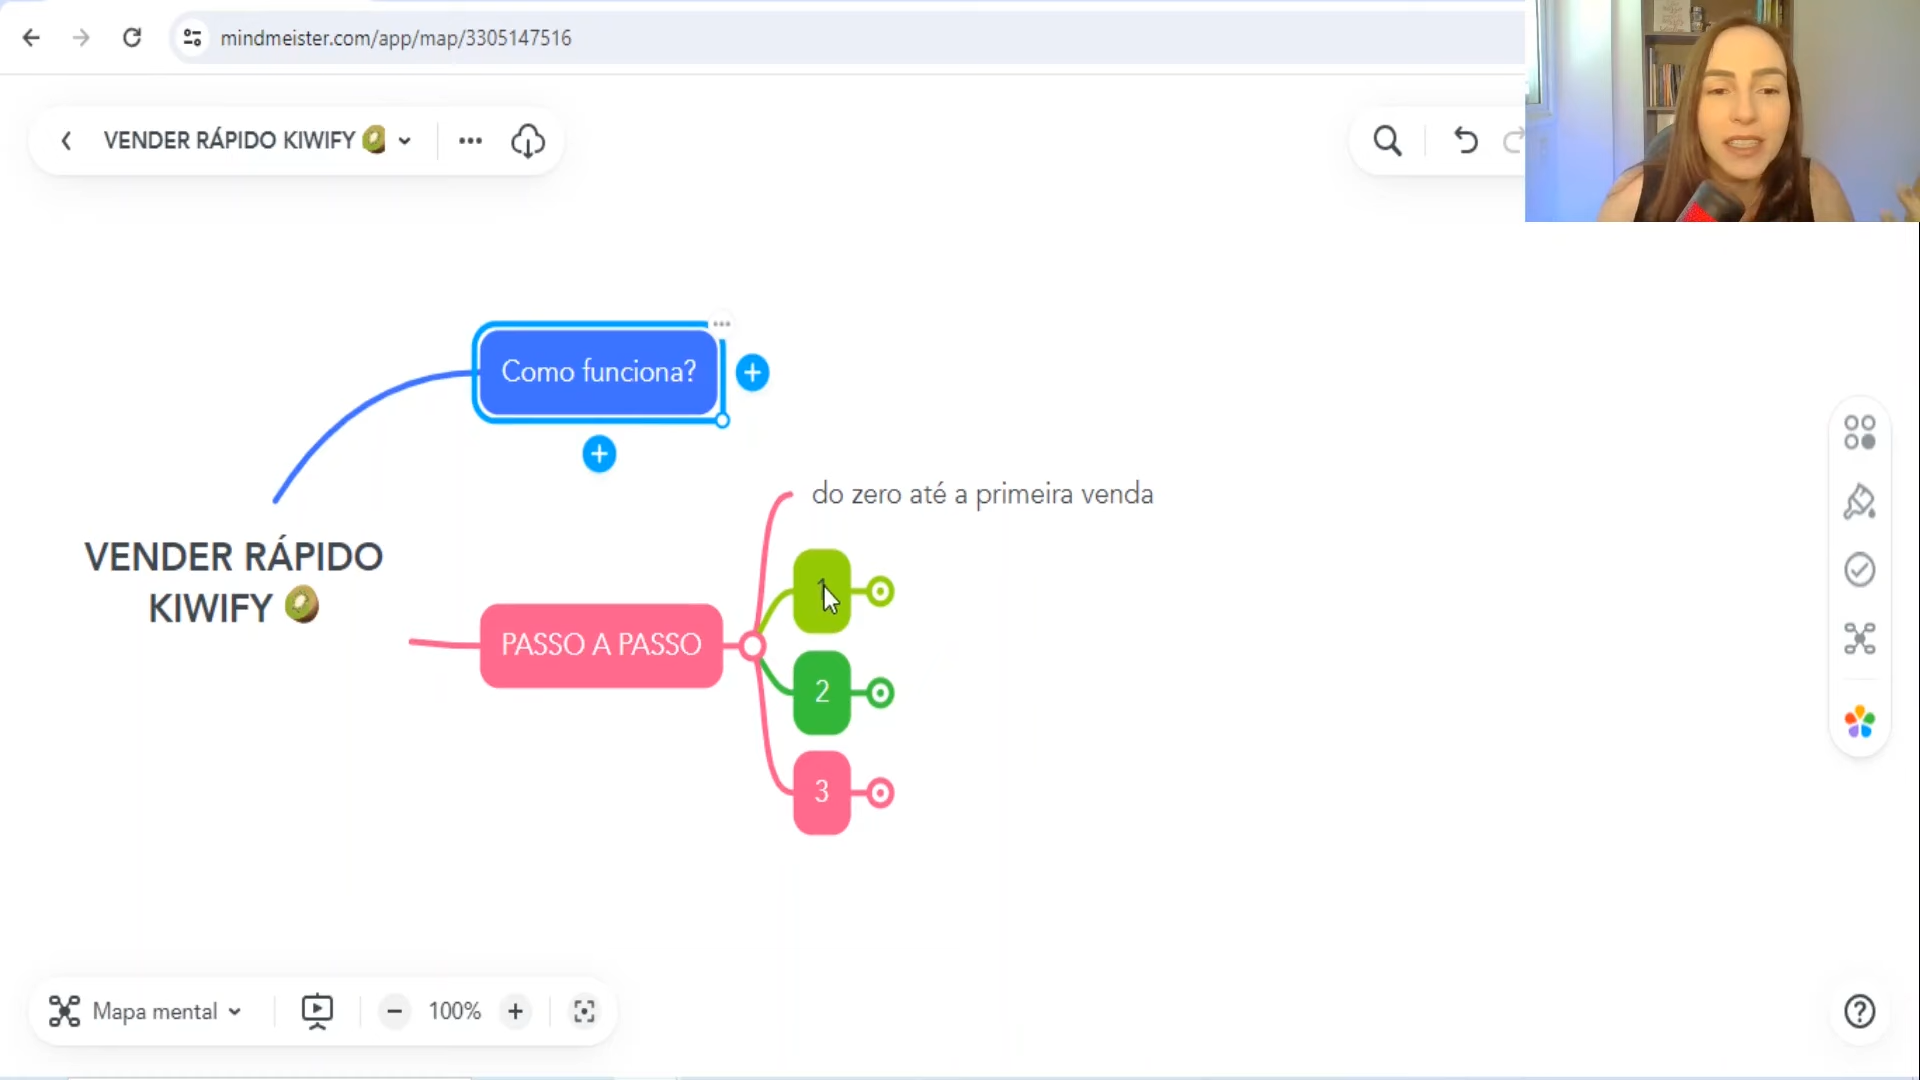 mindmeister.com/app/map/3305147516
VENDER RÁPIDO KIWIFY 🥝
Como funciona?
do zero até a primeira venda
VENDER RÁPIDO
KIWIFY 🥝
PASSO A PASSO
1
2
3
Mapa mental
100%